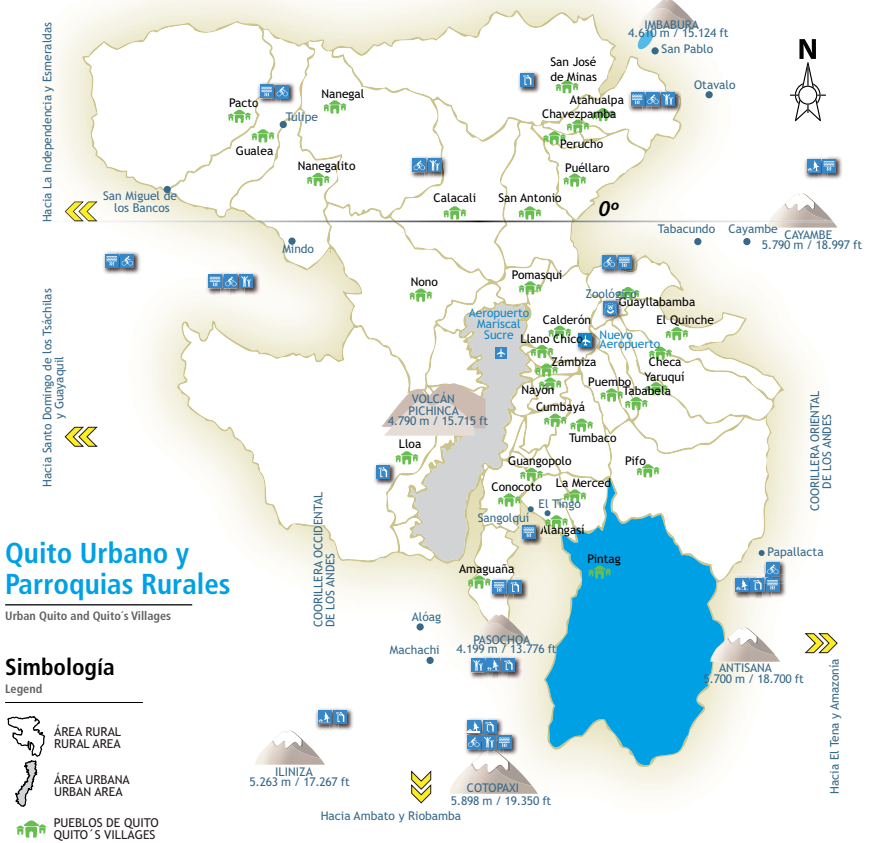 IMBABURA
4.610 m / 15.124 ft
San Pablo
N
Hacia La Independencia y Esmeraldas
San José
de Minas
Otavalo
Pacto
Nanegal
Atahualpa
Chavezpamba
Tulipe
Gualea
Perucho
Nanegalito
Puéllaro
San Miguel de
los Bancos
Calacali
San Antonio
0º
Tabacundo
Cayambe
CAYAMBE
5.790 m / 18.997 ft
Mindo
Nono
Pomasqui
Zoológico
Guayllabamba
Aeropuerto
Mariscal
Sucre
Calderón
El Quinche
Llano Chico
Nuevo
Aeropuerto
Hacia Santo Domingo de los Tsáchilas
y Guayaquil
Zámbiza
Checa
Nayón
Puembo
Yaruquí
Tababela
VOLCÁN
PICHINCA
4.790 m / 15.715 ft
Cumbayá
Tumbaco
COORILLERA ORIENTAL
DE LOS ANDES
Lloa
Guangopolo
Pifo
Conocoto
La Merced
El Tingo
Sangolquí
Alangasí
COORILLERA OCCIDENTAL
DE LOS ANDES
Quito Urbano y
Parroquias Rurales
Urban Quito and Quito´s Villages
Pintag
Papallacta
Amaguaña
Alóag
PASOCHOA
4.199 m / 13.776 ft
Machachi
ANTISANA
5.700 m / 18.700 ft
Hacia El Tena y Amazonía
Simbología
Legend
ÁREA RURAL
RURAL AREA
ÁREA URBANA
URBAN AREA
PUEBLOS DE QUITO
QUITO´S VILLAGES
ILINIZA
5.263 m / 17.267 ft
COTOPAXI
5.898 m / 19.350 ft
Hacia Ambato y Riobamba